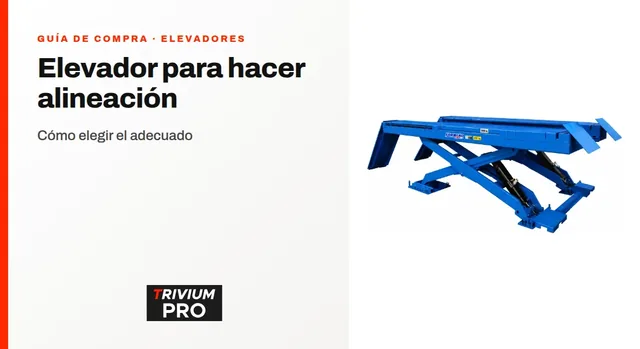 GUÍA DE COMPRA · ELEVADORES
Elevador para hacer
alineación
Cómo elegir el adecuado
TRIVIUM
PRO